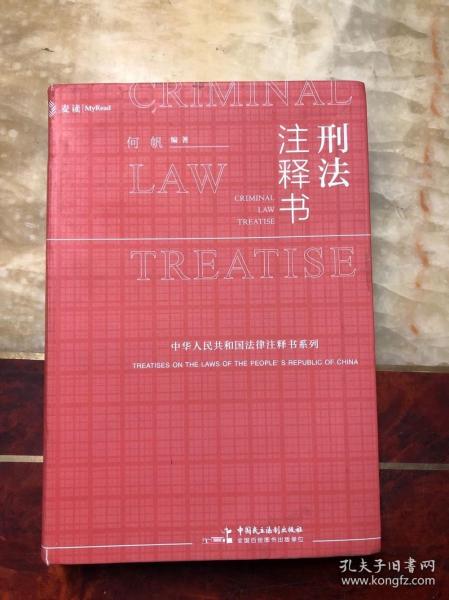 麦读 MyRead
CRIMINAL
刑法
注释书
何帆 编著
LAW
CRIMINAL
LAW
TREATISE
TREATISE
中华人民共和国法律注释书系列
TREATISES ON THE LAWS OF THE PEOPLE'S REPUBLIC OF CHINA
中国民主法制出版社
全国百佳图书出版单位
孔夫子旧书网
www.kongfz.com